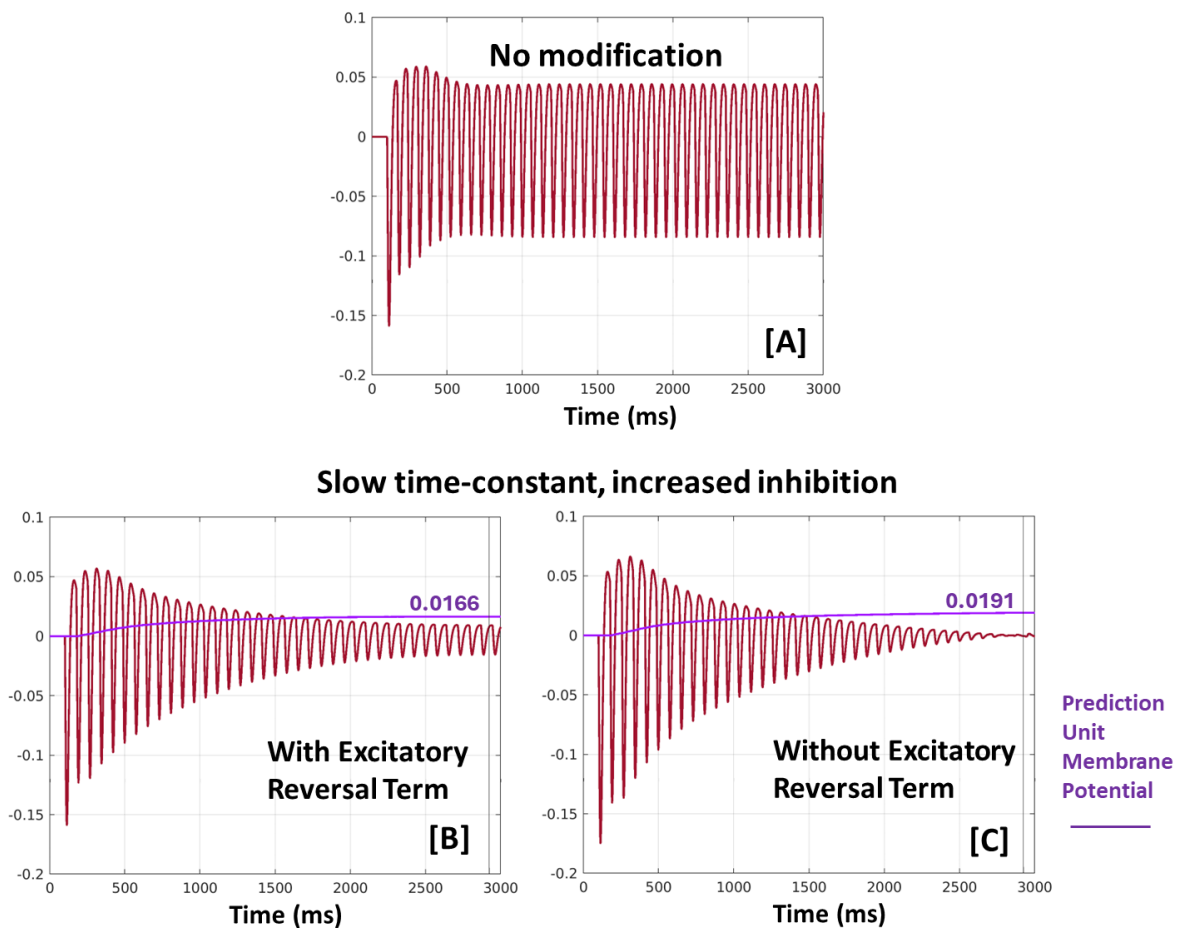 0.1
No modification
0.05
0
-0.05
-0.1
-0.15
[A]
-0.2
0 500 1000 1500 2000 2500 3000
Time (ms)
Slow time-constant, increased inhibition
0.1
0.05
0.0166
0
-0.05
-0.1
With Excitatory
Reversal Term
-0.15
[B]
-0.2
0 500 1000 1500 2000 2500 3000
Time (ms)
0.1
0.05
0.0191
0
-0.05
-0.1
Without Excitatory
Reversal Term
-0.15
[C]
-0.2
0 500 1000 1500 2000 2500 3000
Time (ms)
Prediction
Unit
Membrane
Potential